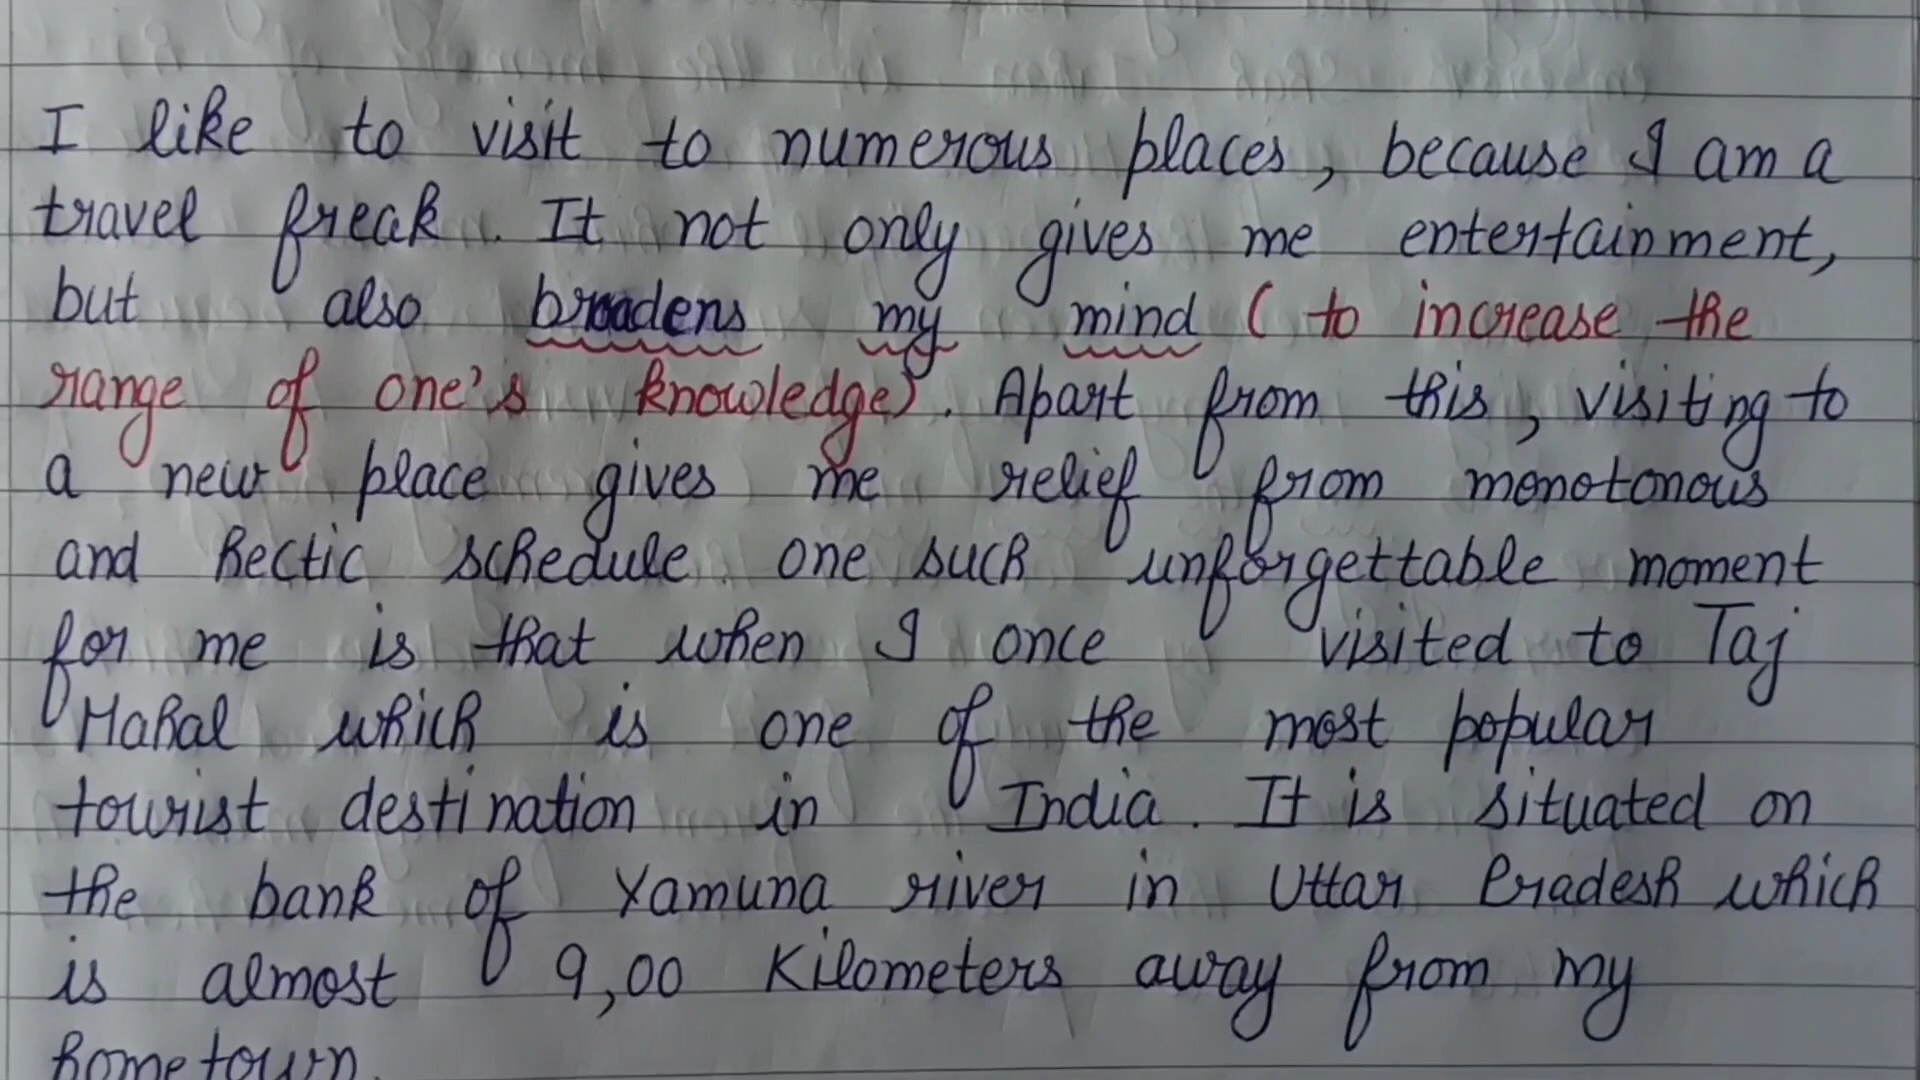 I like to visit to numerous places, because I am a
travel freak. It not only gives me entertainment,
but also broadens my mind ( to increase the
range of one's knowledge). Apart from this, visiting to
a new place gives me relief from monotonous
and hectic schedule. one such unforgettable moment
for me is that when I once visited to Taj
Mahal which is one of the most popular
tourist destination in India. It is situated on
the bank of Yamuna river in Uttar Pradesh which
is almost 9,00 Kilometers away from my
hometown.